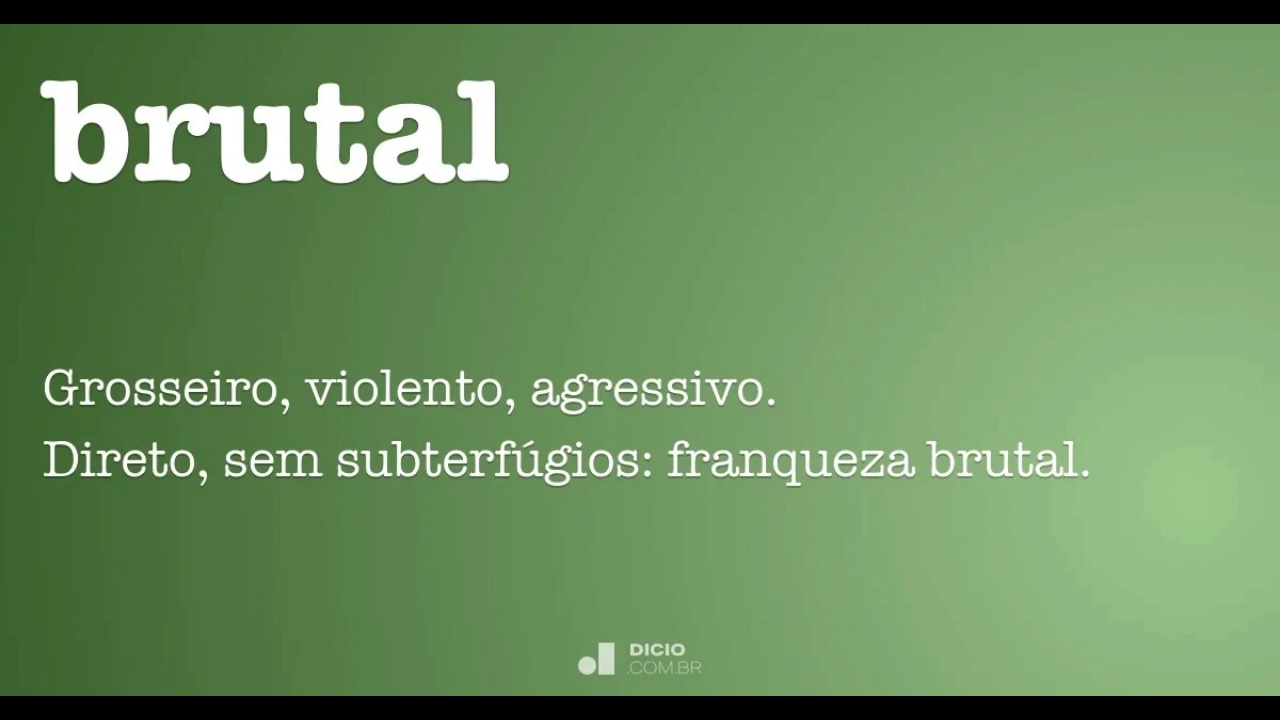 brutal
Grosseiro, violento, agressivo.
Direto, sem subterfúgios: franqueza brutal.
DICIO
.COM.BR